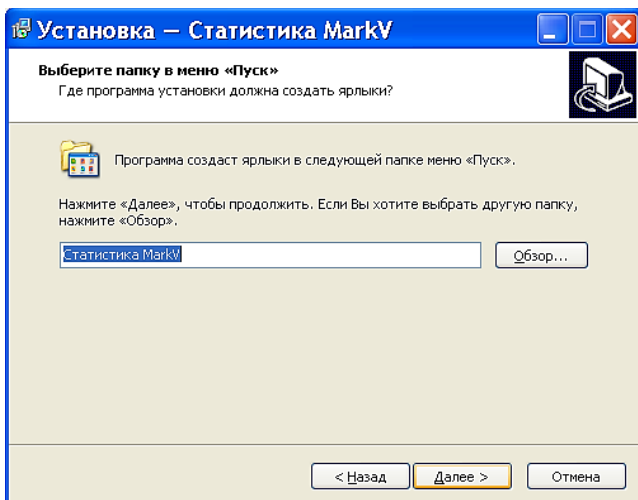 Установка — Статистика MarkV
Выберите папку в меню «Пуск»
Где программа установки должна создать ярлыки?
Программа создаст ярлыки в следующей папке меню «Пуск».
Нажмите «Далее», чтобы продолжить. Если Вы хотите выбрать другую папку,
нажмите «Обзор».
Статистика MarkV
Обзор...
< Назад
Далее >
Отмена